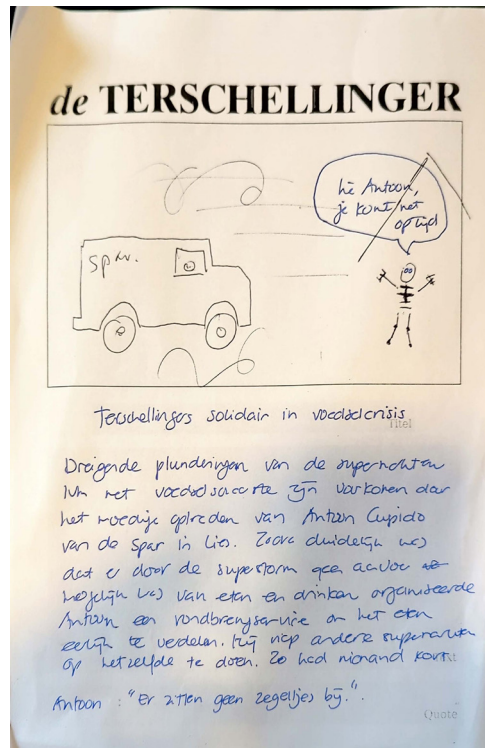 de TERSCHELLINGER
hè Antoon,
je komt net
op tijd
Spar.
Terschellingers solidair in voedselcrisis
Titel
Dreigende plunderingen van de supermarkten
ivm het voedseltekorte zijn voorkomen door
het moedige optreden van Antoon Cupido
van de Spar in Lies. Zodra duidelijk was
dat er door de superstorm geen aanvoer
mogelijk was van eten en drinken organiseerde
Antoon een rondbrengservice om het eten
eerlijk te verdelen. Hij riep andere supermarkten
op hetzelfde te doen. Zo had niemand kort.
Antoon : "Er zitten geen zegeltjes bij.".
Quote